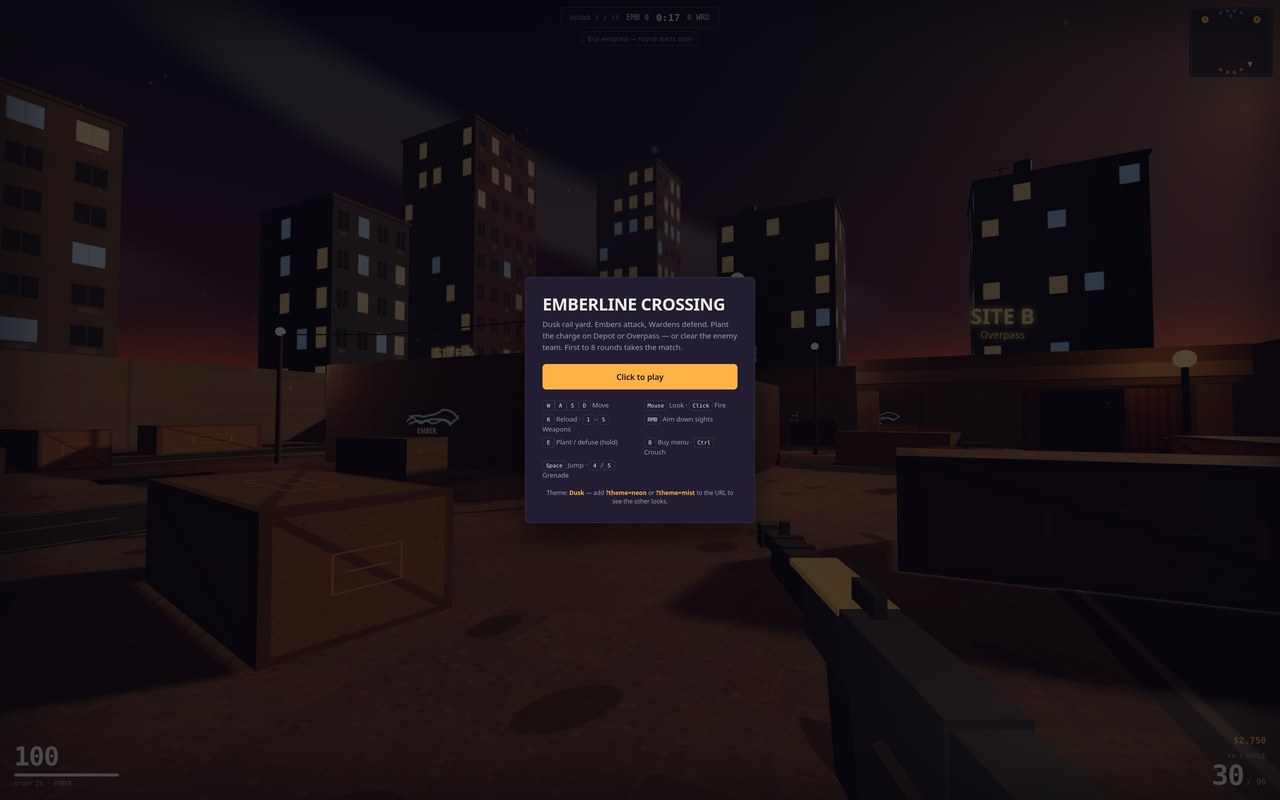 ROUND 1 / 15 EMB 0 0:17 0 WRD
Buy weapons — round starts soon
SITE B
Overpass
EMBER
EMBERLINE CROSSING
Dusk rail yard. Embers attack, Wardens defend. Plant
the charge on Depot or Overpass — or clear the enemy
team. First to 8 rounds takes the match.
Click to play
W A S D Move
Mouse Look · Click Fire
R Reload · 1 – 5
Weapons
RMB Aim down sights
E Plant / defuse (hold)
B Buy menu · Ctrl
Crouch
Space Jump · 4 / 5
Grenade
Theme: Dusk — add ?theme=neon or ?theme=mist to the URL to
see the other looks.
100
Armor 25 · EMBER
$2,750
30 / 90